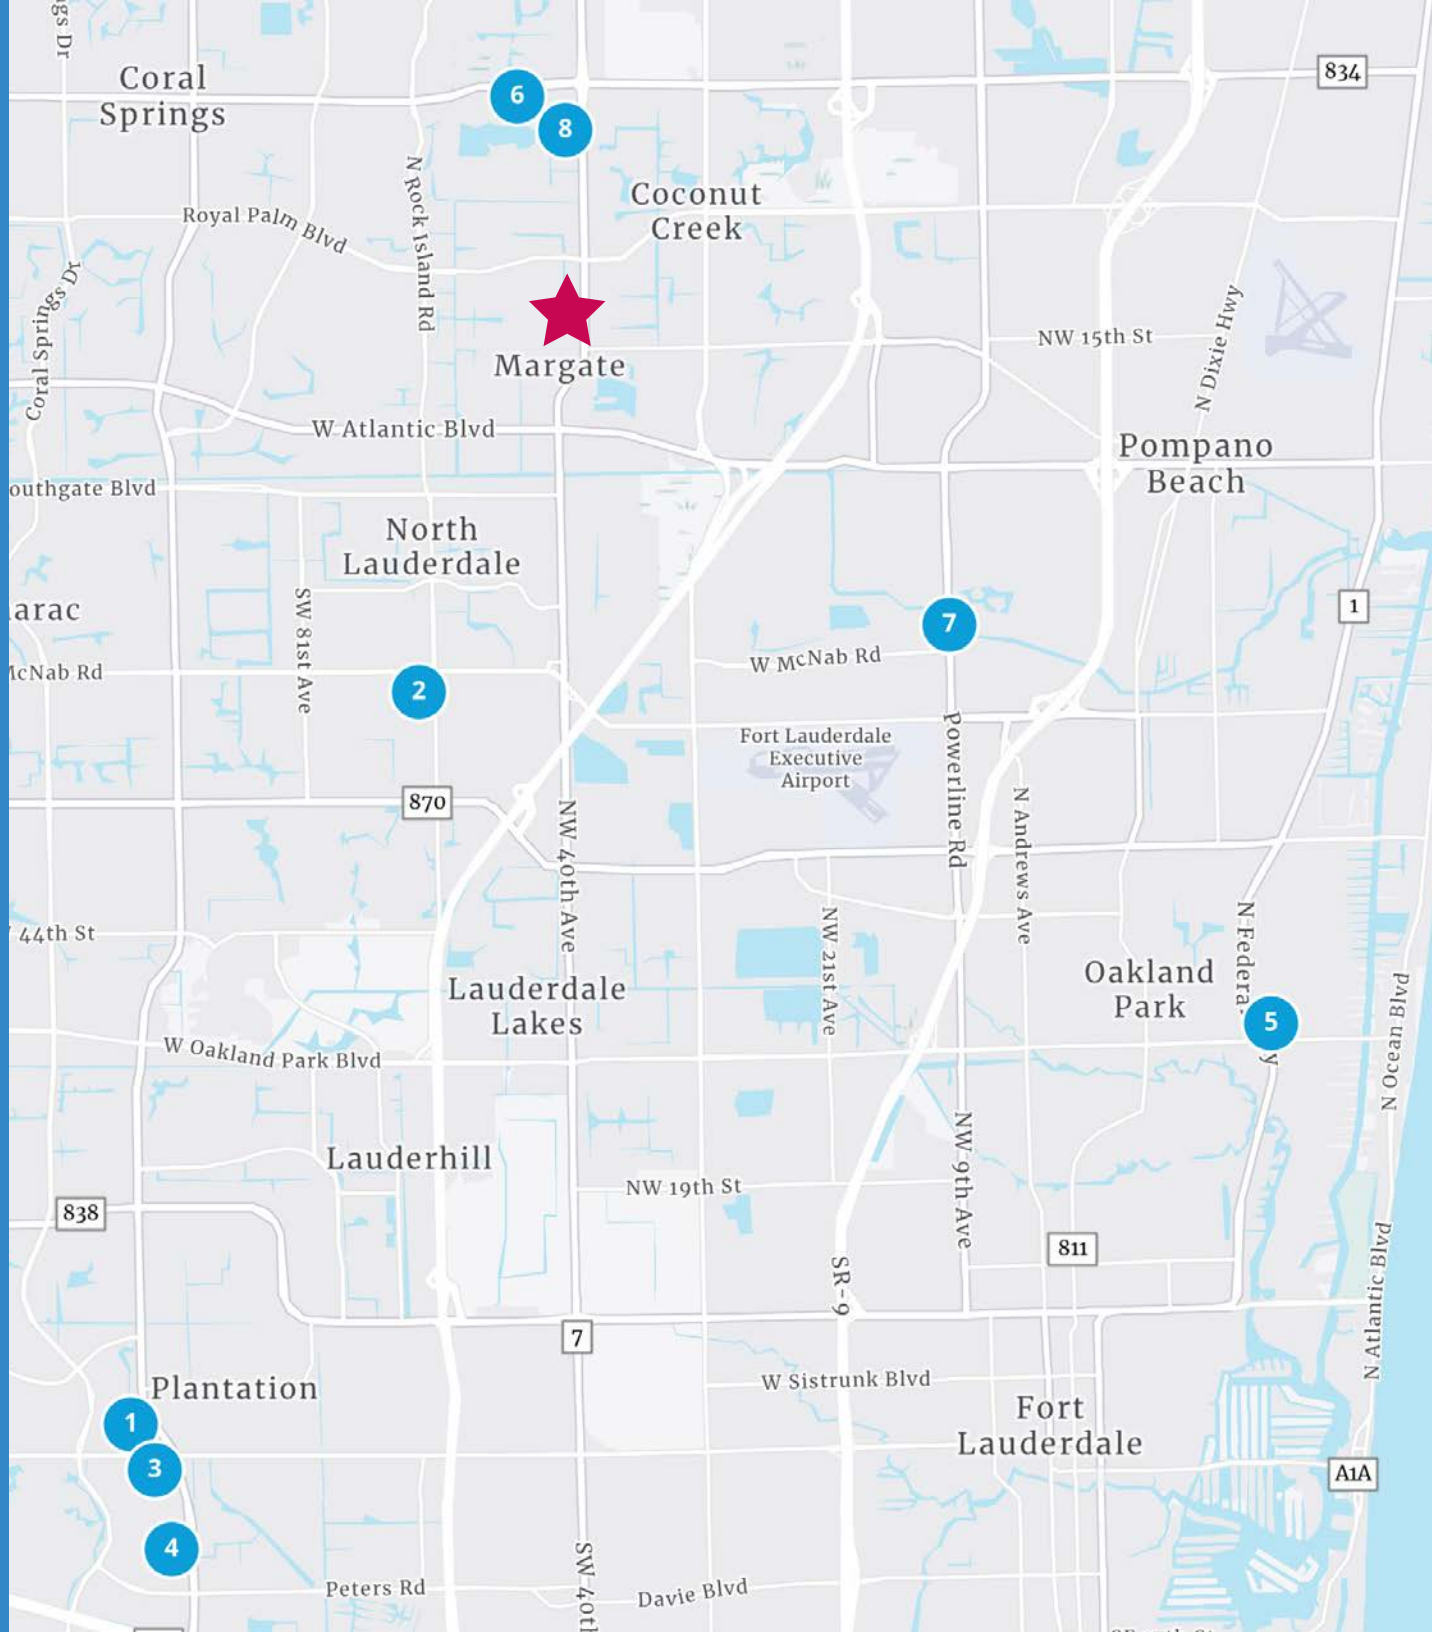 gs Dr
Coral
Springs
6
8
834
N Rock Island Rd
Coconut
Creek
Royal Palm Blvd
Coral Springs Dr
Margate
NW 15th St
N Dixie Hwy
W Atlantic Blvd
Pompano
Beach
outhgate Blvd
North
Lauderdale
arac
SW 81st Ave
1
7
W McNab Rd
McNab Rd
2
Fort Lauderdale
Executive
Airport
Powerline Rd
870
NW 40th Ave
N Andrews Ave
44th St
NW 21st Ave
N Federa
y
Lauderdale
Lakes
Oakland
Park
5
N Ocean Blvd
W Oakland Park Blvd
Lauderhill
NW 9th Ave
NW 19th St
838
811
SR-9
N Atlantic Blvd
7
W Sistrunk Blvd
Plantation
1
Fort
Lauderdale
3
A1A
4
SW 40th
Peters Rd
Davie Blvd